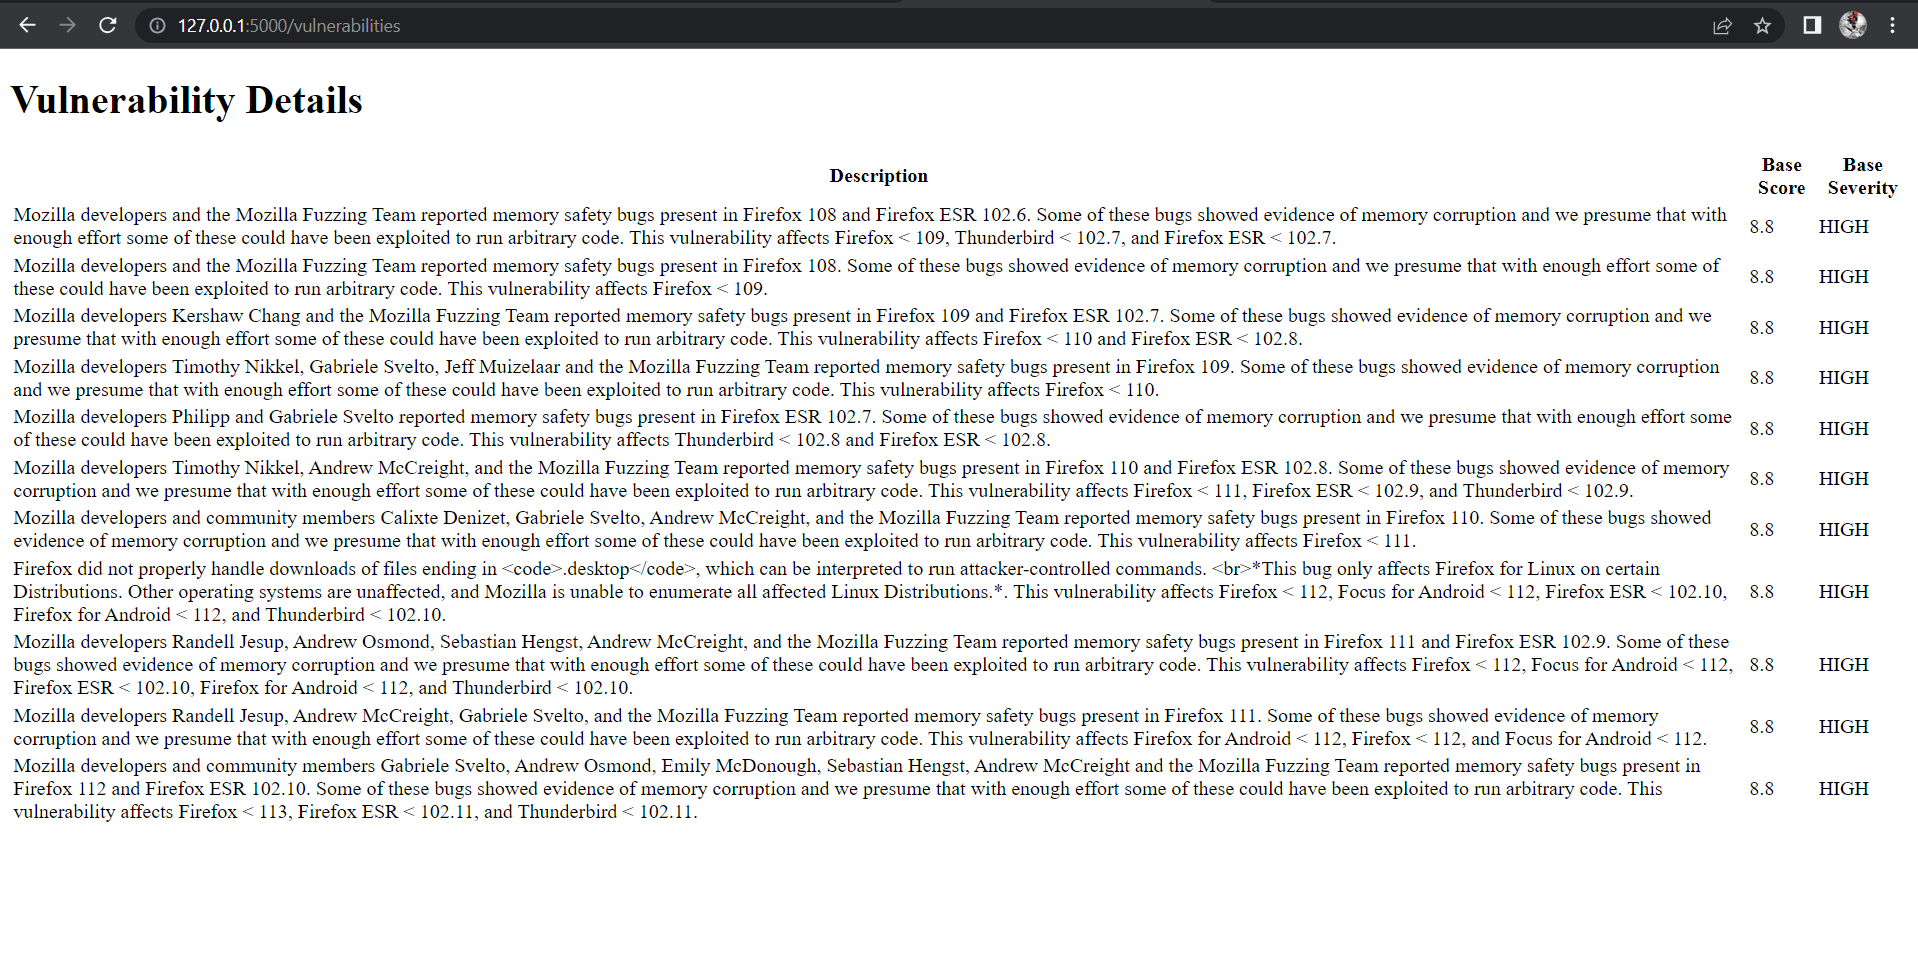 127.0.0.1:5000/vulnerabilities
Vulnerability Details
Description
Base
Score
Base
Severity
Mozilla developers and the Mozilla Fuzzing Team reported memory safety bugs present in Firefox 108 and Firefox ESR 102.6. Some of these bugs showed evidence of memory corruption and we presume that with
enough effort some of these could have been exploited to run arbitrary code. This vulnerability affects Firefox < 109, Thunderbird < 102.7, and Firefox ESR < 102.7.
8.8
HIGH
Mozilla developers and the Mozilla Fuzzing Team reported memory safety bugs present in Firefox 108. Some of these bugs showed evidence of memory corruption and we presume that with enough effort some of
these could have been exploited to run arbitrary code. This vulnerability affects Firefox < 109.
8.8
HIGH
Mozilla developers Kershaw Chang and the Mozilla Fuzzing Team reported memory safety bugs present in Firefox 109 and Firefox ESR 102.7. Some of these bugs showed evidence of memory corruption and we
presume that with enough effort some of these could have been exploited to run arbitrary code. This vulnerability affects Firefox < 110 and Firefox ESR < 102.8.
8.8
HIGH
Mozilla developers Timothy Nikkel, Gabriele Svelto, Jeff Muizelaar and the Mozilla Fuzzing Team reported memory safety bugs present in Firefox 109. Some of these bugs showed evidence of memory corruption
and we presume that with enough effort some of these could have been exploited to run arbitrary code. This vulnerability affects Firefox < 110.
8.8
HIGH
Mozilla developers Philipp and Gabriele Svelto reported memory safety bugs present in Firefox ESR 102.7. Some of these bugs showed evidence of memory corruption and we presume that with enough effort some
of these could have been exploited to run arbitrary code. This vulnerability affects Thunderbird < 102.8 and Firefox ESR < 102.8.
8.8
HIGH
Mozilla developers Timothy Nikkel, Andrew McCreight, and the Mozilla Fuzzing Team reported memory safety bugs present in Firefox 110 and Firefox ESR 102.8. Some of these bugs showed evidence of memory
corruption and we presume that with enough effort some of these could have been exploited to run arbitrary code. This vulnerability affects Firefox < 111, Firefox ESR < 102.9, and Thunderbird < 102.9.
8.8
HIGH
Mozilla developers and community members Calixte Denizet, Gabriele Svelto, Andrew McCreight, and the Mozilla Fuzzing Team reported memory safety bugs present in Firefox 110. Some of these bugs showed
evidence of memory corruption and we presume that with enough effort some of these could have been exploited to run arbitrary code. This vulnerability affects Firefox < 111.
8.8
HIGH
Firefox did not properly handle downloads of files ending in <code>.desktop</code>, which can be interpreted to run attacker-controlled commands. <br>*This bug only affects Firefox for Linux on certain
Distributions. Other operating systems are unaffected, and Mozilla is unable to enumerate all affected Linux Distributions.*. This vulnerability affects Firefox < 112, Focus for Android < 112, Firefox ESR < 102.10,
Firefox for Android < 112, and Thunderbird < 102.10.
8.8
HIGH
Mozilla developers Randell Jesup, Andrew Osmond, Sebastian Hengst, Andrew McCreight, and the Mozilla Fuzzing Team reported memory safety bugs present in Firefox 111 and Firefox ESR 102.9. Some of these
bugs showed evidence of memory corruption and we presume that with enough effort some of these could have been exploited to run arbitrary code. This vulnerability affects Firefox < 112, Focus for Android < 112,
Firefox ESR < 102.10, Firefox for Android < 112, and Thunderbird < 102.10.
8.8
HIGH
Mozilla developers Randell Jesup, Andrew McCreight, Gabriele Svelto, and the Mozilla Fuzzing Team reported memory safety bugs present in Firefox 111. Some of these bugs showed evidence of memory
corruption and we presume that with enough effort some of these could have been exploited to run arbitrary code. This vulnerability affects Firefox for Android < 112, Firefox < 112, and Focus for Android < 112.
8.8
HIGH
Mozilla developers and community members Gabriele Svelto, Andrew Osmond, Emily McDonough, Sebastian Hengst, Andrew McCreight and the Mozilla Fuzzing Team reported memory safety bugs present in
Firefox 112 and Firefox ESR 102.10. Some of these bugs showed evidence of memory corruption and we presume that with enough effort some of these could have been exploited to run arbitrary code. This
vulnerability affects Firefox < 113, Firefox ESR < 102.11, and Thunderbird < 102.11.
8.8
HIGH